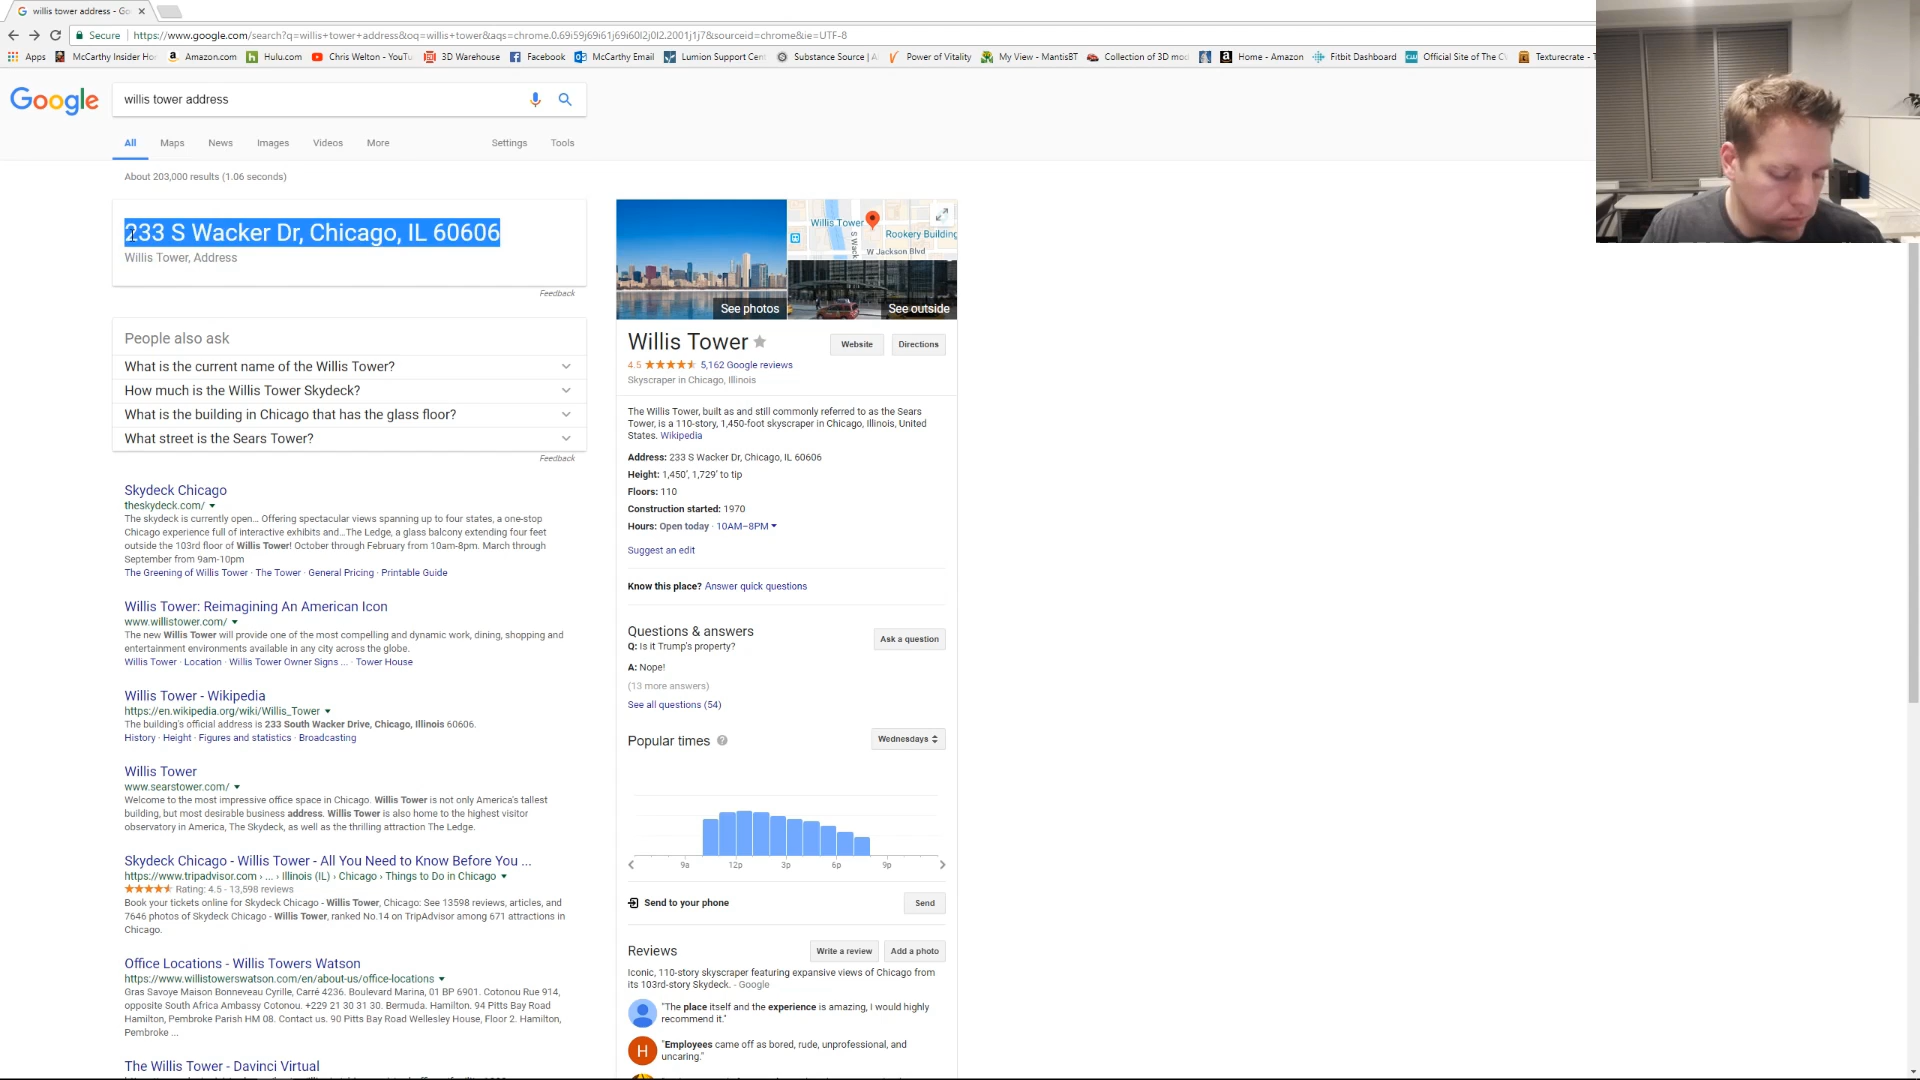 willis tower address - Go
Secure
https://www.google.com/search?q=willis+tower+address&oq=willis+tower&aqs=chrome.0.69i59j69i61j69i60l2j0l2.2001j1j7&sourceid=chrome&ie=UTF-8
Apps
McCarthy Insider Ho
Amazon.com
Hulu.com
Chris Welton - YouTu
3D Warehouse
Facebook
McCarthy Email
Lumion Support Cen
Substance Source | Al
Power of Vitality
My View - MantisBT
Collection of 3D mod
Home - Amazon
Fitbit Dashboard
Official Site of The C
Texturecrate - T
Google
willis tower address
All Maps News Images Videos More Settings Tools
About 203,000 results (1.06 seconds)
233 S Wacker Dr, Chicago, IL 60606
Willis Tower, Address
Feedback
People also ask
What is the current name of the Willis Tower?
How much is the Willis Tower Skydeck?
What is the building in Chicago that has the glass floor?
What street is the Sears Tower?
Feedback
Skydeck Chicago
theskydeck.com/
The skydeck is currently open... Offering spectacular views spanning up to four states, a one-stop
Chicago experience full of interactive exhibits and...The Ledge, a glass balcony extending four feet
outside the 103rd floor of Willis Tower! October through February from 10am-8pm. March through
September from 9am-10pm
The Greening of Willis Tower · The Tower · General Pricing · Printable Guide
Willis Tower: Reimagining An American Icon
www.willistower.com/
The new Willis Tower will provide one of the most compelling and dynamic work, dining, shopping and
entertainment environments available in any city across the globe.
Willis Tower · Location · Willis Tower Owner Signs ... · Tower House
Willis Tower - Wikipedia
https://en.wikipedia.org/wiki/Willis_Tower
The building's official address is 233 South Wacker Drive, Chicago, Illinois 60606.
History · Height · Figures and statistics · Broadcasting
Willis Tower
www.searstower.com/
Welcome to the most impressive office space in Chicago. Willis Tower is not only America's tallest
building, but most desirable business address. Willis Tower is also home to the highest visitor
observatory in America, The Skydeck, as well as the thrilling attraction The Ledge.
Skydeck Chicago - Willis Tower - All You Need to Know Before You ...
https://www.tripadvisor.com › ... › Illinois (IL) › Chicago › Things to Do in Chicago
Rating: 4.5 - 13,598 reviews
Book your tickets online for Skydeck Chicago - Willis Tower, Chicago: See 13598 reviews, articles, and
7646 photos of Skydeck Chicago - Willis Tower, ranked No.14 on TripAdvisor among 671 attractions in
Chicago.
Office Locations - Willis Towers Watson
https://www.willistowerswatson.com/en/about-us/office-locations
Gras Savoye Maison Bonneveau Cyrille, Carré 4236. Boulevard Marina, 01 BP 6901. Cotonou Rue 914,
opposite South Africa Ambassy Cotonou. +229 21 30 31 30. Bermuda. Hamilton. 94 Pitts Bay Road
Hamilton, Pembroke Parish HM 08. Contact us. 90 Pitts Bay Road Wellesley House, Floor 2. Hamilton,
Pembroke ...
The Willis Tower - Davinci Virtual
Willis Tower
Rookery Building
S Wack
W Jackson Blvd
See photos
See outside
Willis Tower
Website
Directions
4.5
5,162 Google reviews
Skyscraper in Chicago, Illinois
The Willis Tower, built as and still commonly referred to as the Sears
Tower, is a 110-story, 1,450-foot skyscraper in Chicago, Illinois, United
States. Wikipedia
Address: 233 S Wacker Dr, Chicago, IL 60606
Height: 1,450′, 1,729′ to tip
Floors: 110
Construction started: 1970
Hours: Open today · 10AM–8PM
Suggest an edit
Know this place? Answer quick questions
Questions & answers
Ask a question
Q: Is it Trump's property?
A: Nope!
(13 more answers)
See all questions (54)
Popular times
Wednesdays
9a 12p 3p 6p 9p
Send to your phone
Send
Reviews
Write a review
Add a photo
Iconic, 110-story skyscraper featuring expansive views of Chicago from
its 103rd-story Skydeck. - Google
"The place itself and the experience is amazing, I would highly
recommend it."
H
"Employees came off as bored, rude, unprofessional, and
uncaring."